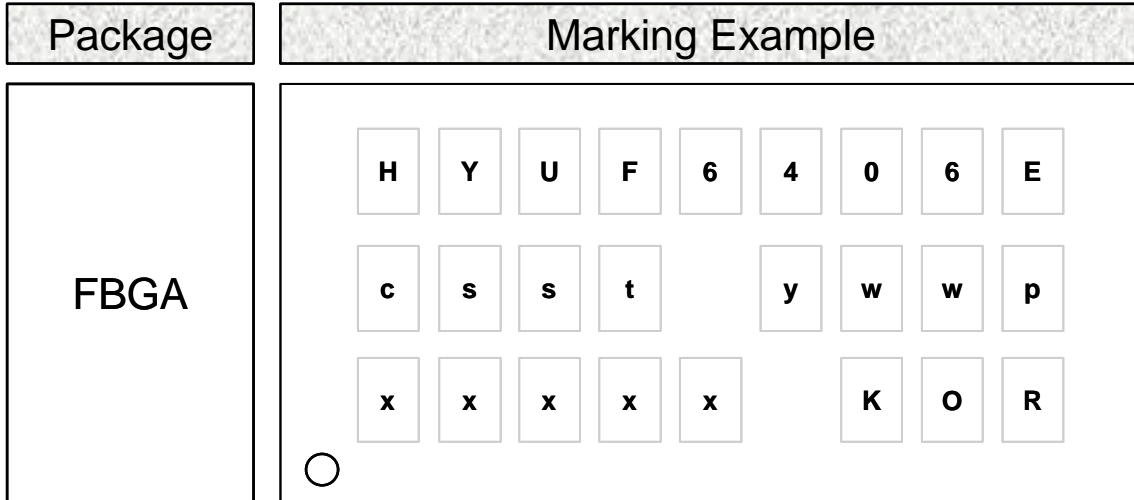 Package
Marking Example
FBGA
H Y U F 6 4 0 6 E
c s s t y w w p
x x x x x K O R